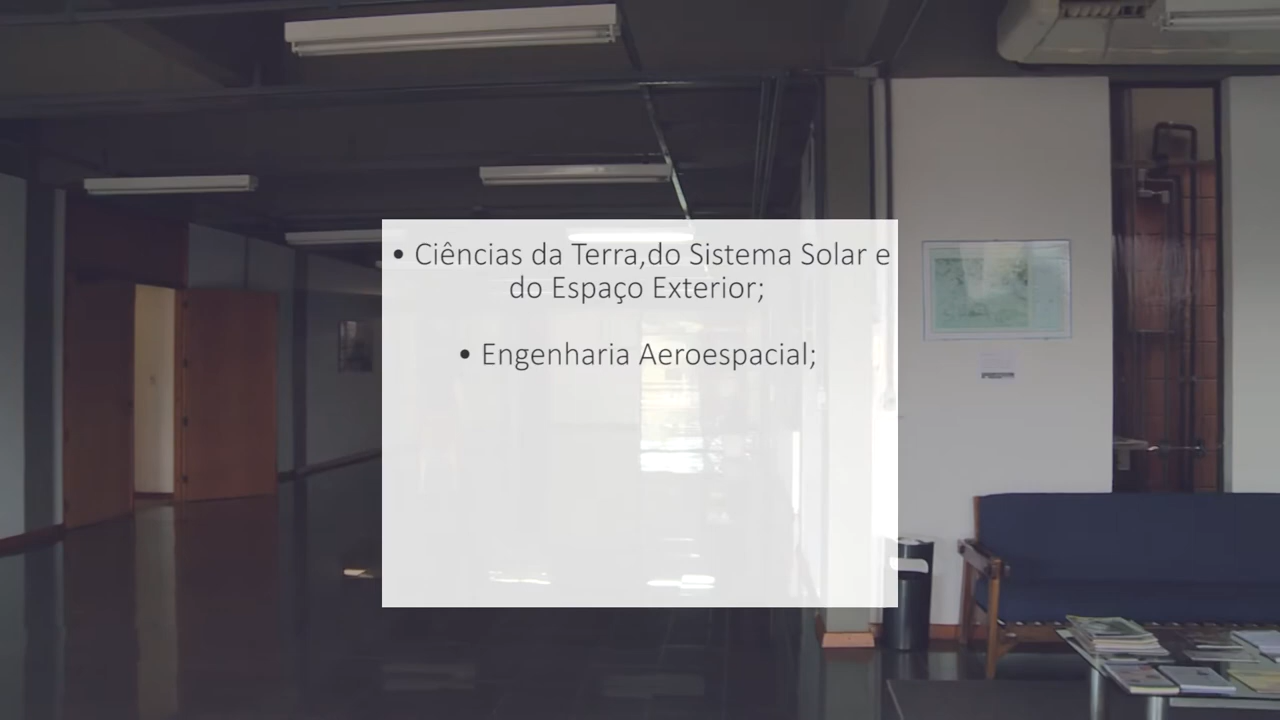 • Ciências da Terra,do Sistema Solar e
do Espaço Exterior;
• Engenharia Aeroespacial;